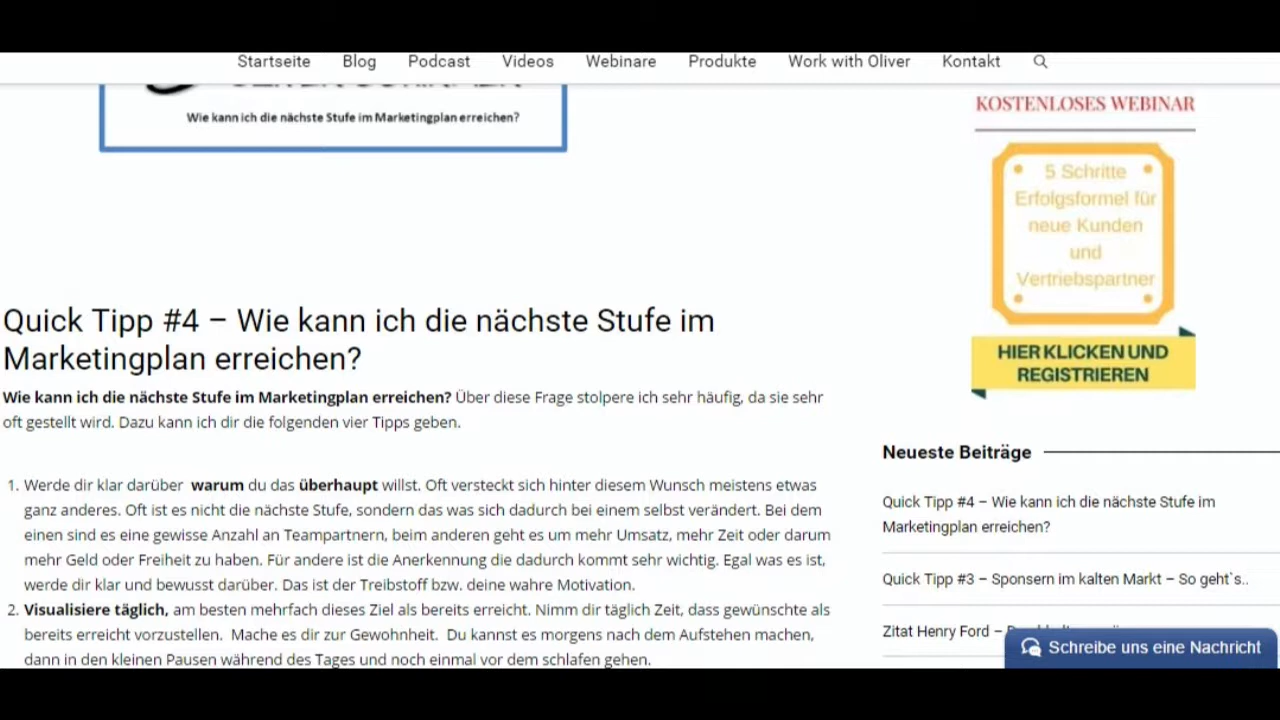 Startseite Blog Podcast Videos Webinare Produkte Work with Oliver Kontakt
Wie kann ich die nächste Stufe im Marketingplan erreichen?
Quick Tipp #4 – Wie kann ich die nächste Stufe im
Marketingplan erreichen?
Wie kann ich die nächste Stufe im Marketingplan erreichen? Über diese Frage stolpere ich sehr häufig, da sie sehr
oft gestellt wird. Dazu kann ich dir die folgenden vier Tipps geben.
1. Werde dir klar darüber warum du das überhaupt willst. Oft versteckt sich hinter diesem Wunsch meistens etwas
ganz anderes. Oft ist es nicht die nächste Stufe, sondern das was sich dadurch bei einem selbst verändert. Bei dem
einen sind es eine gewisse Anzahl an Teampartnern, beim anderen geht es um mehr Umsatz, mehr Zeit oder darum
mehr Geld oder Freiheit zu haben. Für andere ist die Anerkennung die dadurch kommt sehr wichtig. Egal was es ist,
werde dir klar und bewusst darüber. Das ist der Treibstoff bzw. deine wahre Motivation.
2. Visualisiere täglich, am besten mehrfach dieses Ziel als bereits erreicht. Nimm dir täglich Zeit, dass gewünschte als
bereits erreicht vorzustellen. Mache es dir zur Gewohnheit. Du kannst es morgens nach dem Aufstehen machen,
dann in den kleinen Pausen während des Tages und noch einmal vor dem schlafen gehen.
KOSTENLOSES WEBINAR
5 Schritte
Erfolgsformel für
neue Kunden
und
Vertriebspartner
HIER KLICKEN UND
REGISTRIEREN
Neueste Beiträge
Quick Tipp #4 – Wie kann ich die nächste Stufe im
Marketingplan erreichen?
Quick Tipp #3 – Sponsern im kalten Markt – So geht`s..
Zitat Henry Ford –
Schreibe uns eine Nachricht